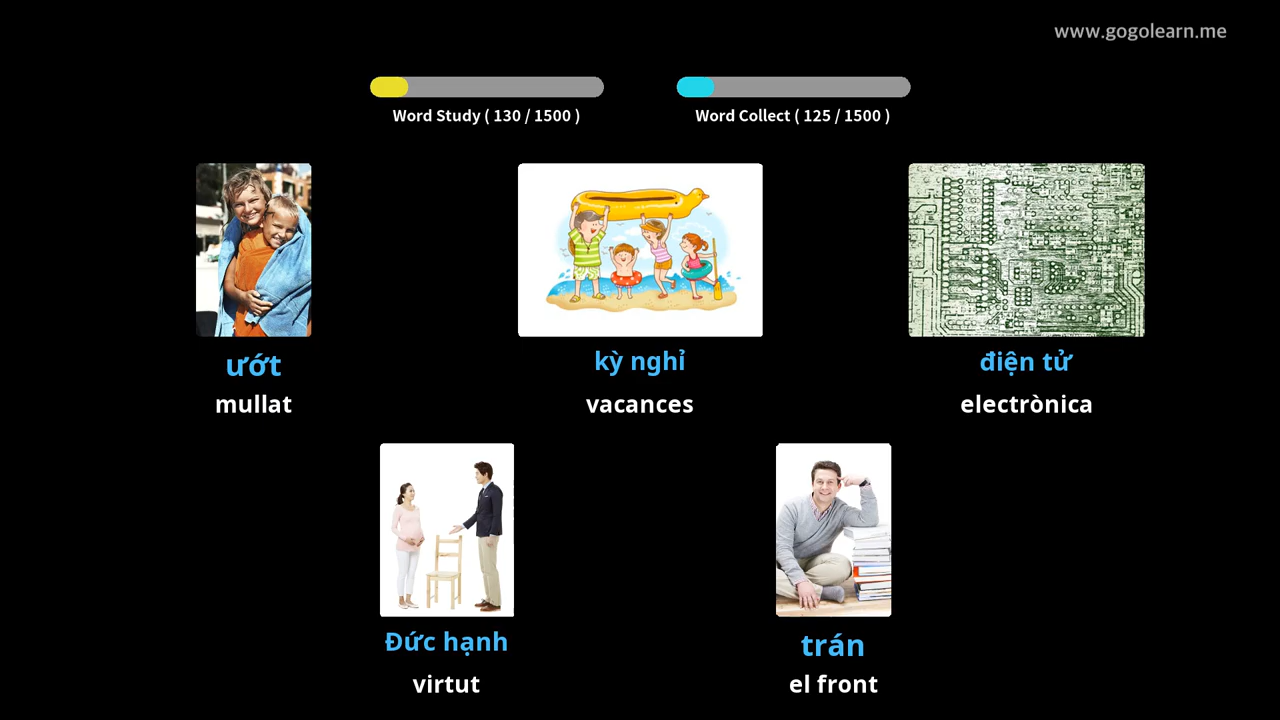 www.gogolearn.me
Word Study ( 130 / 1500 )
Word Collect ( 125 / 1500 )
ướt
mullat
kỳ nghỉ
vacances
điện tử
electrònica
Đức hạnh
virtut
trán
el front